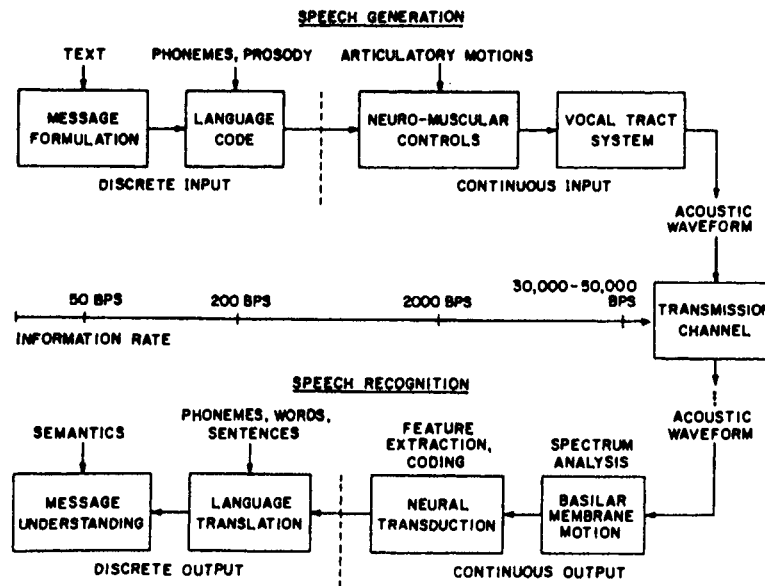 SPEECH GENERATION
TEXT
PHONEMES, PROSODY
ARTICULATORY MOTIONS
MESSAGE
FORMULATION
LANGUAGE
CODE
NEURO-MUSCULAR
CONTROLS
VOCAL TRACT
SYSTEM
DISCRETE INPUT
CONTINUOUS INPUT
ACOUSTIC
WAVEFORM
50 BPS
200 BPS
2000 BPS
30,000-50,000
BPS
INFORMATION RATE
TRANSMISSION
CHANNEL
SPEECH RECOGNITION
ACOUSTIC
WAVEFORM
SEMANTICS
PHONEMES, WORDS,
SENTENCES
FEATURE
EXTRACTION,
CODING
SPECTRUM
ANALYSIS
MESSAGE
UNDERSTANDING
LANGUAGE
TRANSLATION
NEURAL
TRANSDUCTION
BASILAR
MEMBRANE
MOTION
DISCRETE OUTPUT
CONTINUOUS OUTPUT